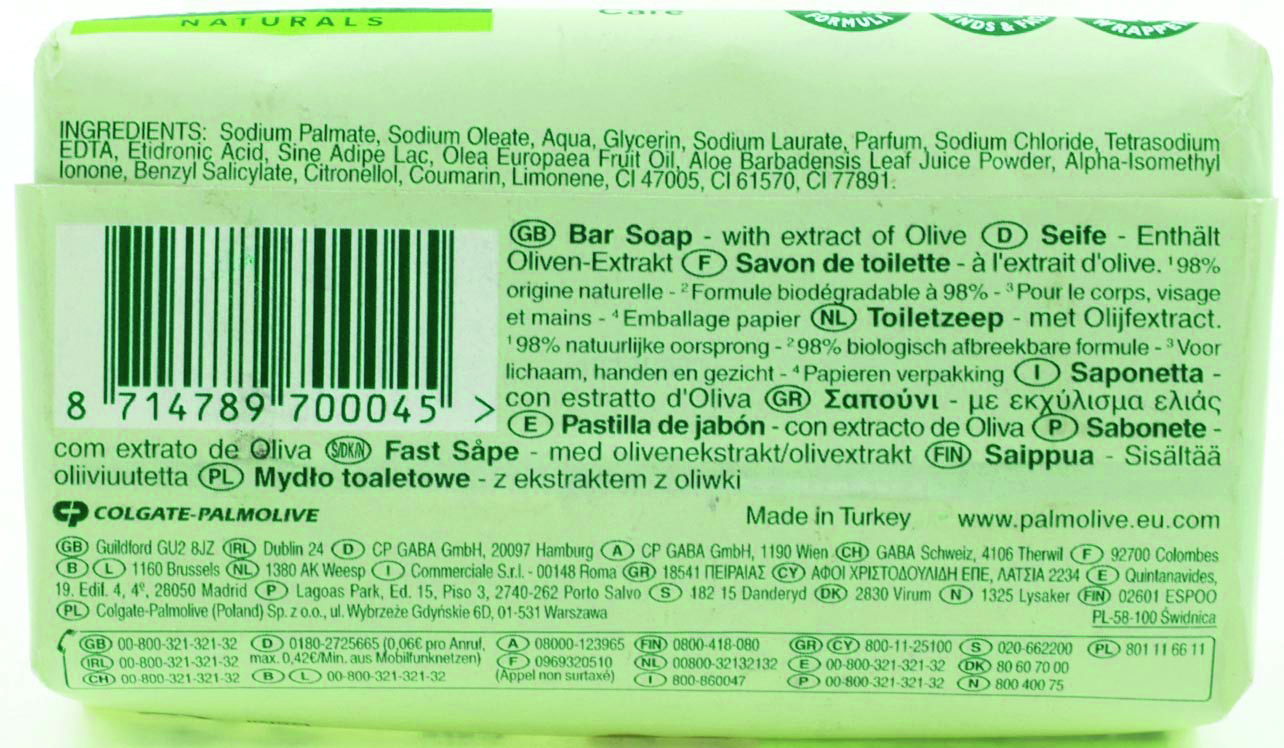 NATURALS
Care
FORMULA
WRAPPE
INGREDIENTS: Sodium Palmate, Sodium Oleate, Aqua, Glycerin, Sodium Laurate, Parfum, Sodium Chloride, Tetrasodium
EDTA, Etidronic Acid, Sine Adipe Lac, Olea Europaea Fruit Oil, Aloe Barbadensis Leaf Juice Powder, Alpha-Isomethyl
Ionone, Benzyl Salicylate, Citronellol, Coumarin, Limonene, CI 47005, CI 61570, CI 77891.
GB Bar Soap - with extract of Olive D Seife - Enthält
Oliven-Extrakt F Savon de toilette - à l'extrait d'olive. ¹98%
origine naturelle - ²Formule biodégradable à 98% - ³Pour le corps, visage
et mains - ⁴Emballage papier NL Toiletzeep - met Olijfextract.
¹98% natuurlijke oorsprong - ²98% biologisch afbreekbare formule - ³Voor
lichaam, handen en gezicht - ⁴Papieren verpakking I Saponetta -
con estratto d'Oliva GR Σαπούνι - με εκχύλισμα ελιάς
8 714789 700045 >
E Pastilla de jabón - con extracto de Oliva P Sabonete -
com extrato de Oliva S/DK/N Fast Såpe - med olivenekstrakt/olivextrakt FIN Saippua - Sisältää
oliiviuutetta PL Mydło toaletowe - z ekstraktem z oliwki
CP COLGATE-PALMOLIVE Made in Turkey www.palmolive.eu.com
GB Guildford GU2 8JZ IRL Dublin 24 D CP GABA GmbH, 20097 Hamburg A CP GABA GmbH, 1190 Wien CH GABA Schweiz, 4106 Therwil F 92700 Colombes
B L 1160 Brussels NL 1380 AK Weesp I Commerciale S.r.l. - 00148 Roma GR 18541 ΠΕΙΡΑΙΑΣ CY ΑΦΟΙ ΧΡΙΣΤΟΔΟΥΛΙΔΗ ΕΠΕ, ΛΑΤΣΙΑ 2234 E Quintanavides,
19. Edif. 4, 4º, 28050 Madrid P Lagoas Park, Ed. 15, Piso 3, 2740-262 Porto Salvo S 182 15 Danderyd DK 2830 Virum N 1325 Lysaker FIN 02601 ESPOO
PL Colgate-Palmolive (Poland) Sp. z o.o., ul. Wybrzeże Gdyńskie 6D, 01-531 Warszawa PL-58-100 Świdnica
GB 00-800-321-321-32 D 0180-2725665 (0,06€ pro Anruf, A 08000-123965 FIN 0800-418-080 GR CY 800-11-25100 S 020-662200 PL 801 11 66 11
IRL 00-800-321-321-32 max. 0,42€/Min. aus Mobilfunknetzen) F 0969320510 NL 00800-32132132 E 00-800-321-321-32 DK 80 60 70 00
CH 00-800-321-321-32 B L 00-800-321-321-32 (Appel non surtaxé) I 800-860047 P 00-800-321-321-32 N 800 400 75